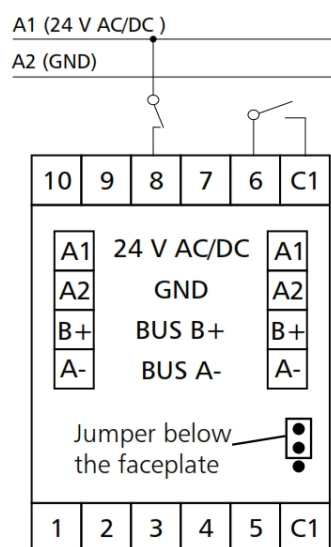 A1 (24 V AC/DC )
A2 (GND)
10 9 8 7 6 C1
A1 24 V AC/DC A1
A2 GND A2
B+ BUS B+ B+
A- BUS A- A-
Jumper below
the faceplate
1 2 3 4 5 C1